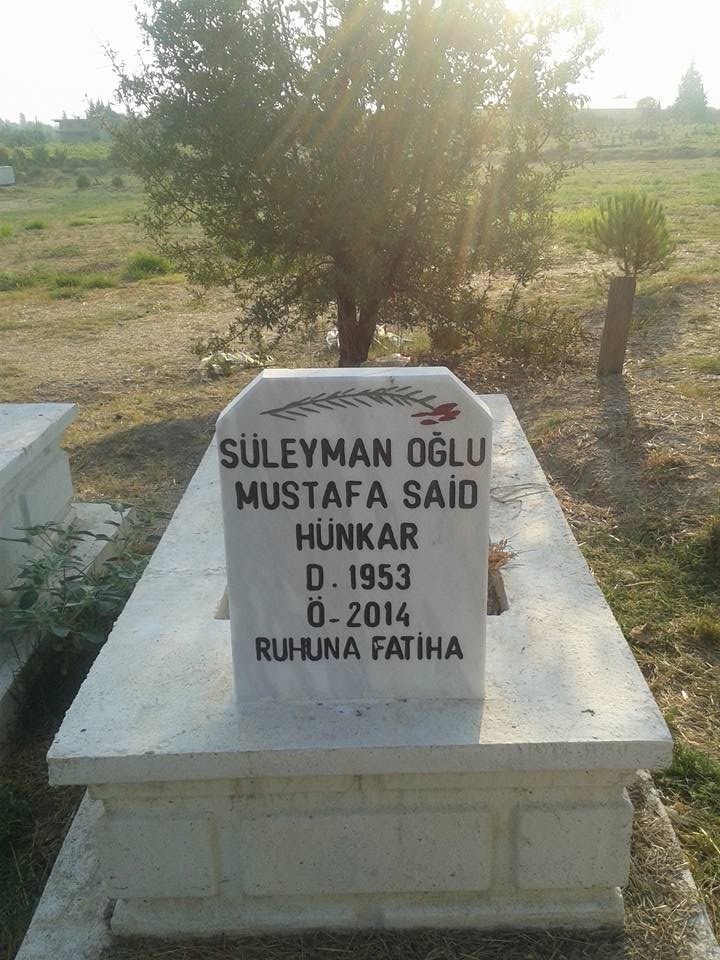 SÜLEYMAN OĞLU
MUSTAFA SAİD
HÜNKAR
D. 1953
Ö-2014
RUHUNA FATİHA